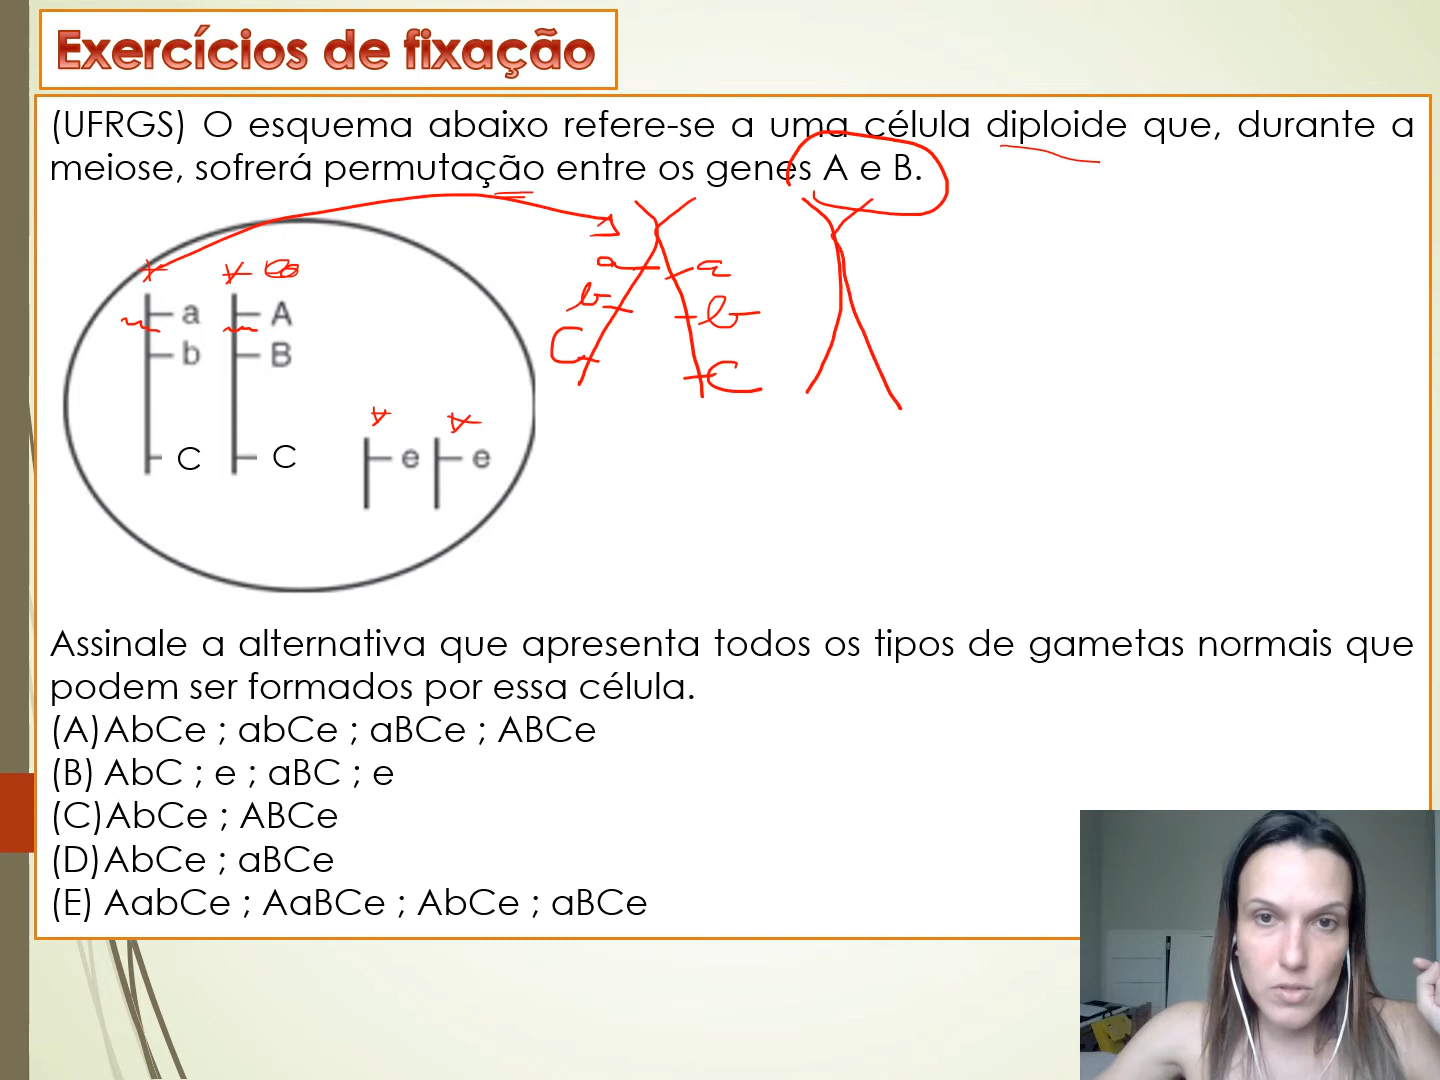 Exercícios de fixação
(UFRGS) O esquema abaixo refere-se a uma célula diploide que, durante a
meiose, sofrerá permutação entre os genes A e B.
a A
b B
C C
e e
a a
b b
C C
Assinale a alternativa que apresenta todos os tipos de gametas normais que
podem ser formados por essa célula.
(A) AbCe ; abCe ; aBCe ; ABCe
(B) AbC ; e ; aBC ; e
(C) AbCe ; ABCe
(D) AbCe ; aBCe
(E) AabCe ; AaBCe ; AbCe ; aBCe